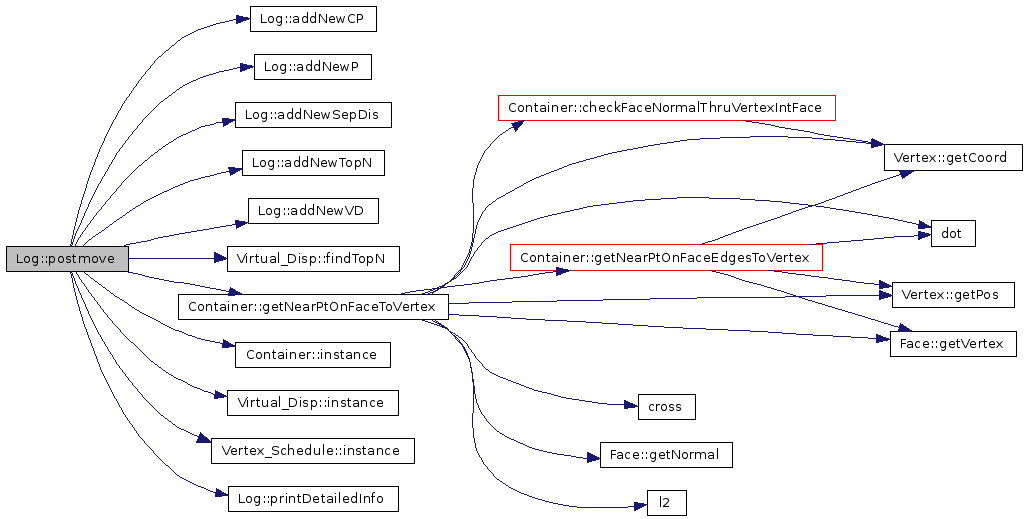 Log::postmove
Log::addNewCP
Log::addNewP
Log::addNewSepDis
Log::addNewTopN
Log::addNewVD
Virtual_Disp::findTopN
Container::getNearPtOnFaceToVertex
Container::instance
Virtual_Disp::instance
Vertex_Schedule::instance
Log::printDetailedInfo
Container::checkFaceNormalThruVertexIntFace
Container::getNearPtOnFaceEdgesToVertex
cross
Face::getNormal
l2
Vertex::getCoord
dot
Vertex::getPos
Face::getVertex